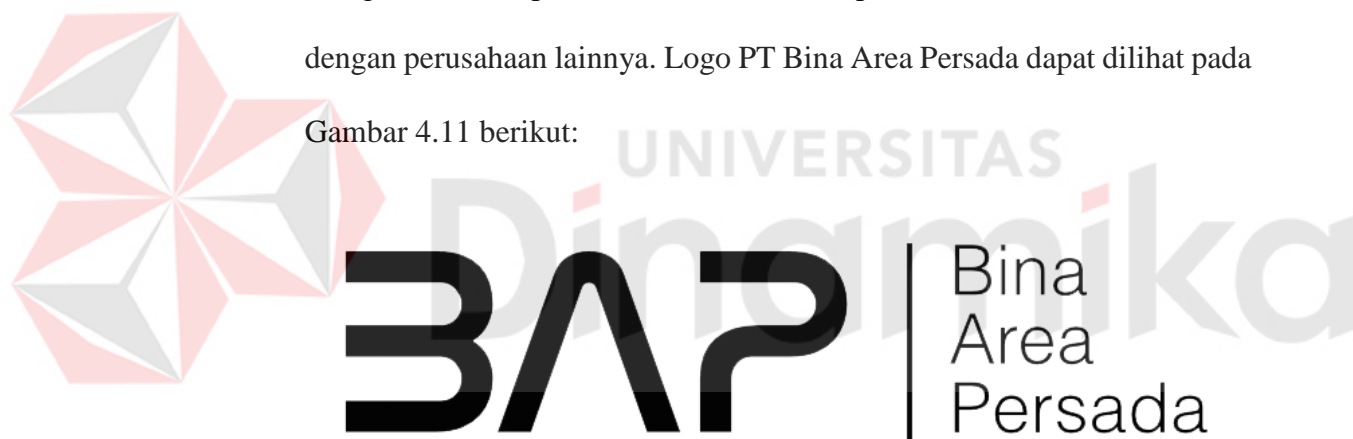 dengan perusahaan lainnya. Logo PT Bina Area Persada dapat dilihat pada
Gambar 4.11 berikut:
UNIVERSITAS
Dinamika
BAP
Bina
Area
Persada